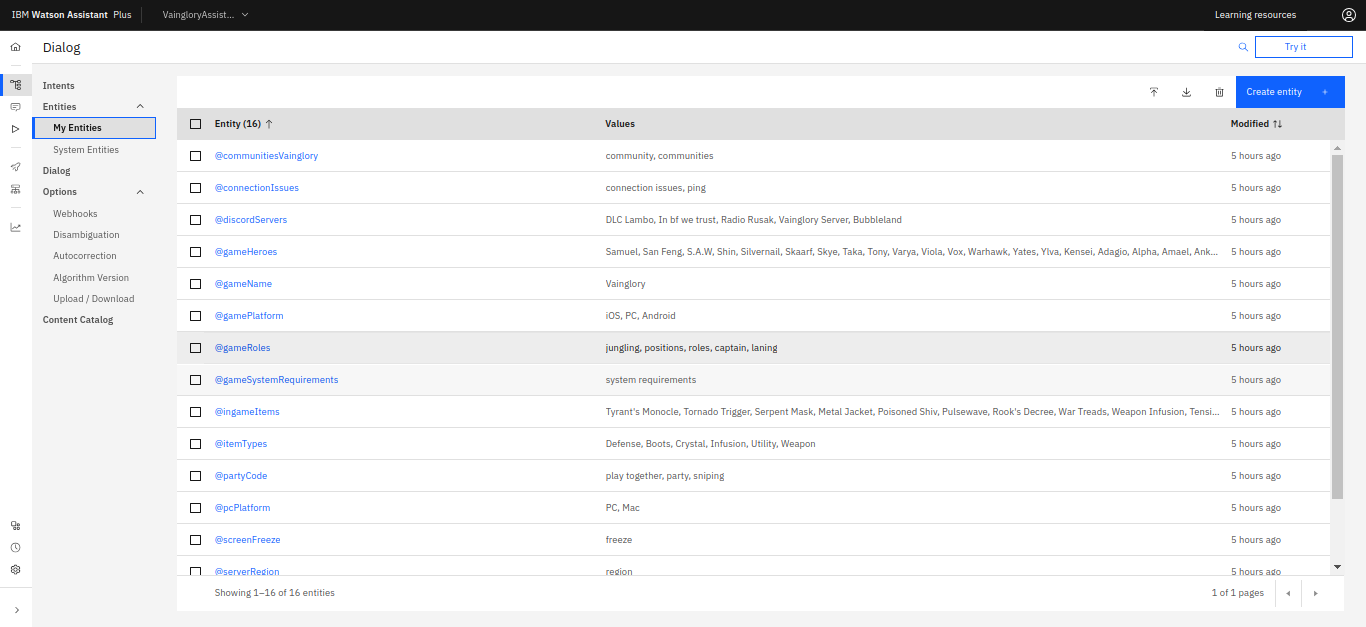 IBM Watson Assistant Plus
VaingloryAssist...
Learning resources
Dialog
Try it
Intents
Entities
My Entities
System Entities
Dialog
Options
Webhooks
Disambiguation
Autocorrection
Algorithm Version
Upload / Download
Content Catalog
Create entity +
Entity (16) ↑ Values Modified ↑↓
@communitiesVainglory community, communities 5 hours ago
@connectionIssues connection issues, ping 5 hours ago
@discordServers DLC Lambo, In bf we trust, Radio Rusak, Vainglory Server, Bubbleland 5 hours ago
@gameHeroes Samuel, San Feng, S.A.W, Shin, Silvernail, Skaarf, Skye, Taka, Tony, Varya, Viola, Vox, Warhawk, Yates, Ylva, Kensei, Adagio, Alpha, Amael, Ank... 5 hours ago
@gameName Vainglory 5 hours ago
@gamePlatform iOS, PC, Android 5 hours ago
@gameRoles jungling, positions, roles, captain, laning 5 hours ago
@gameSystemRequirements system requirements 5 hours ago
@ingameItems Tyrant's Monocle, Tornado Trigger, Serpent Mask, Metal Jacket, Poisoned Shiv, Pulsewave, Rook's Decree, War Treads, Weapon Infusion, Tensi... 5 hours ago
@itemTypes Defense, Boots, Crystal, Infusion, Utility, Weapon 5 hours ago
@partyCode play together, party, sniping 5 hours ago
@pcPlatform PC, Mac 5 hours ago
@screenFreeze freeze 5 hours ago
@serverRegion region 5 hours ago
Showing 1–16 of 16 entities
1 of 1 pages